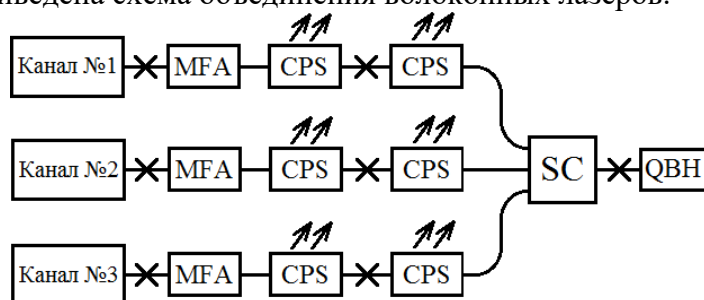 ведена схема объединения волоконных лазеров.
Канал №1 MFA CPS CPS
Канал №2 MFA CPS CPS SC QBH
Канал №3 MFA CPS CPS